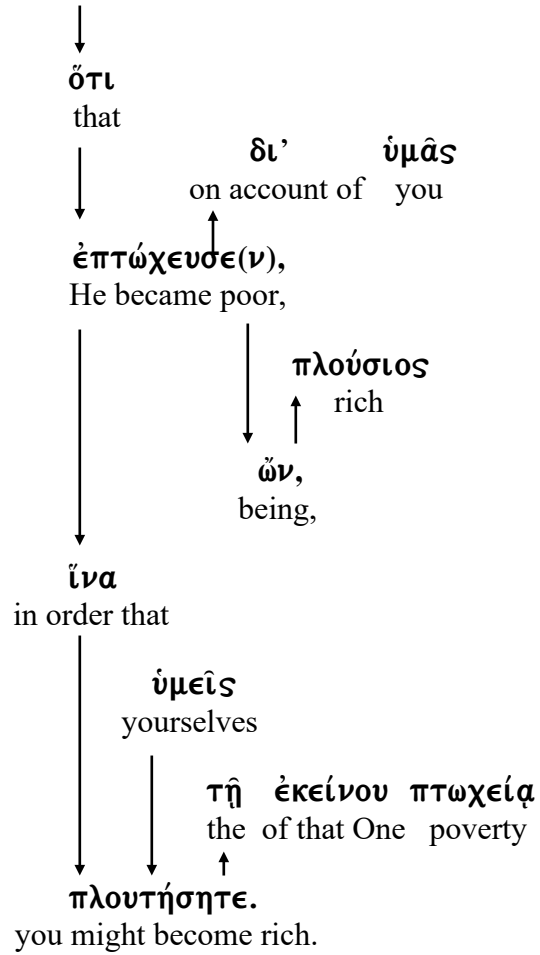 ὅτι
that
δι’ ὑμᾶς
on account of you
ἐπτώχευσε(ν),
He became poor,
πλούσιος
rich
ὤν,
being,
ἵνα
in order that
ὑμεῖς
yourselves
τῇ ἐκείνου πτωχείᾳ
the of that One poverty
πλουτήσητε.
you might become rich.